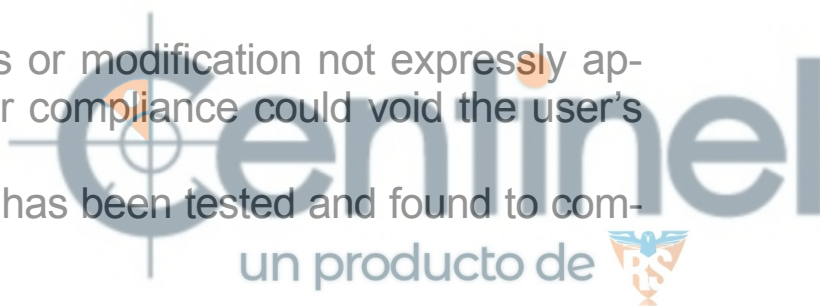 s or modification not expressly ap-
r compliance could void the user's
Centinel
has been tested and found to com-
un producto de RS